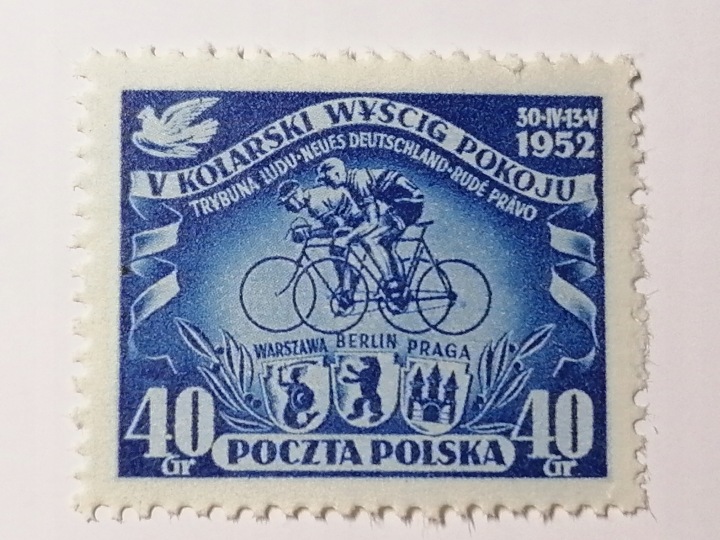 30·IV-13·V
1952
V KOLARSKI WYŚCIG POKOJU
TRYBUNA LUDU·NEUES DEUTSCHLAND·RUDÉ PRÁVO
WARSZAWA BERLIN PRAGA
40 Gr
POCZTA POLSKA
40 Gr